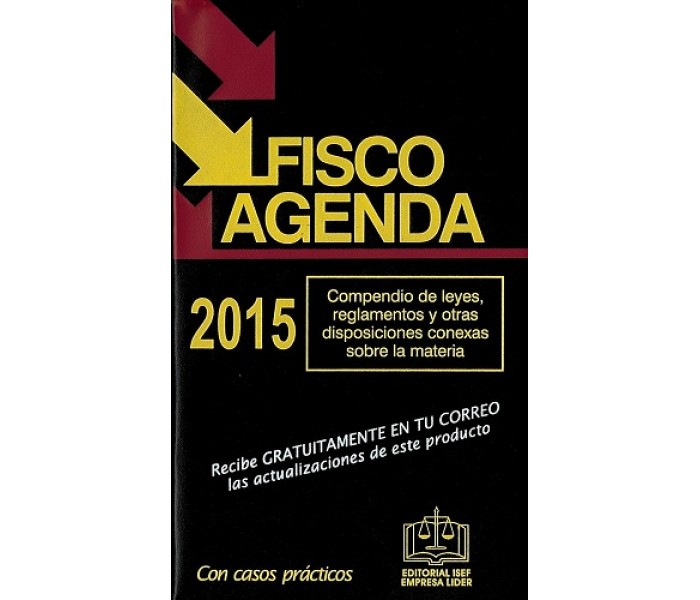 FISCO
AGENDA
2015
Compendio de leyes,
reglamentos y otras
disposiciones conexas
sobre la materia
Recibe GRATUITAMENTE EN TU CORREO
las actualizaciones de este producto
Con casos prácticos
EDITORIAL ISEF
EMPRESA LIDER